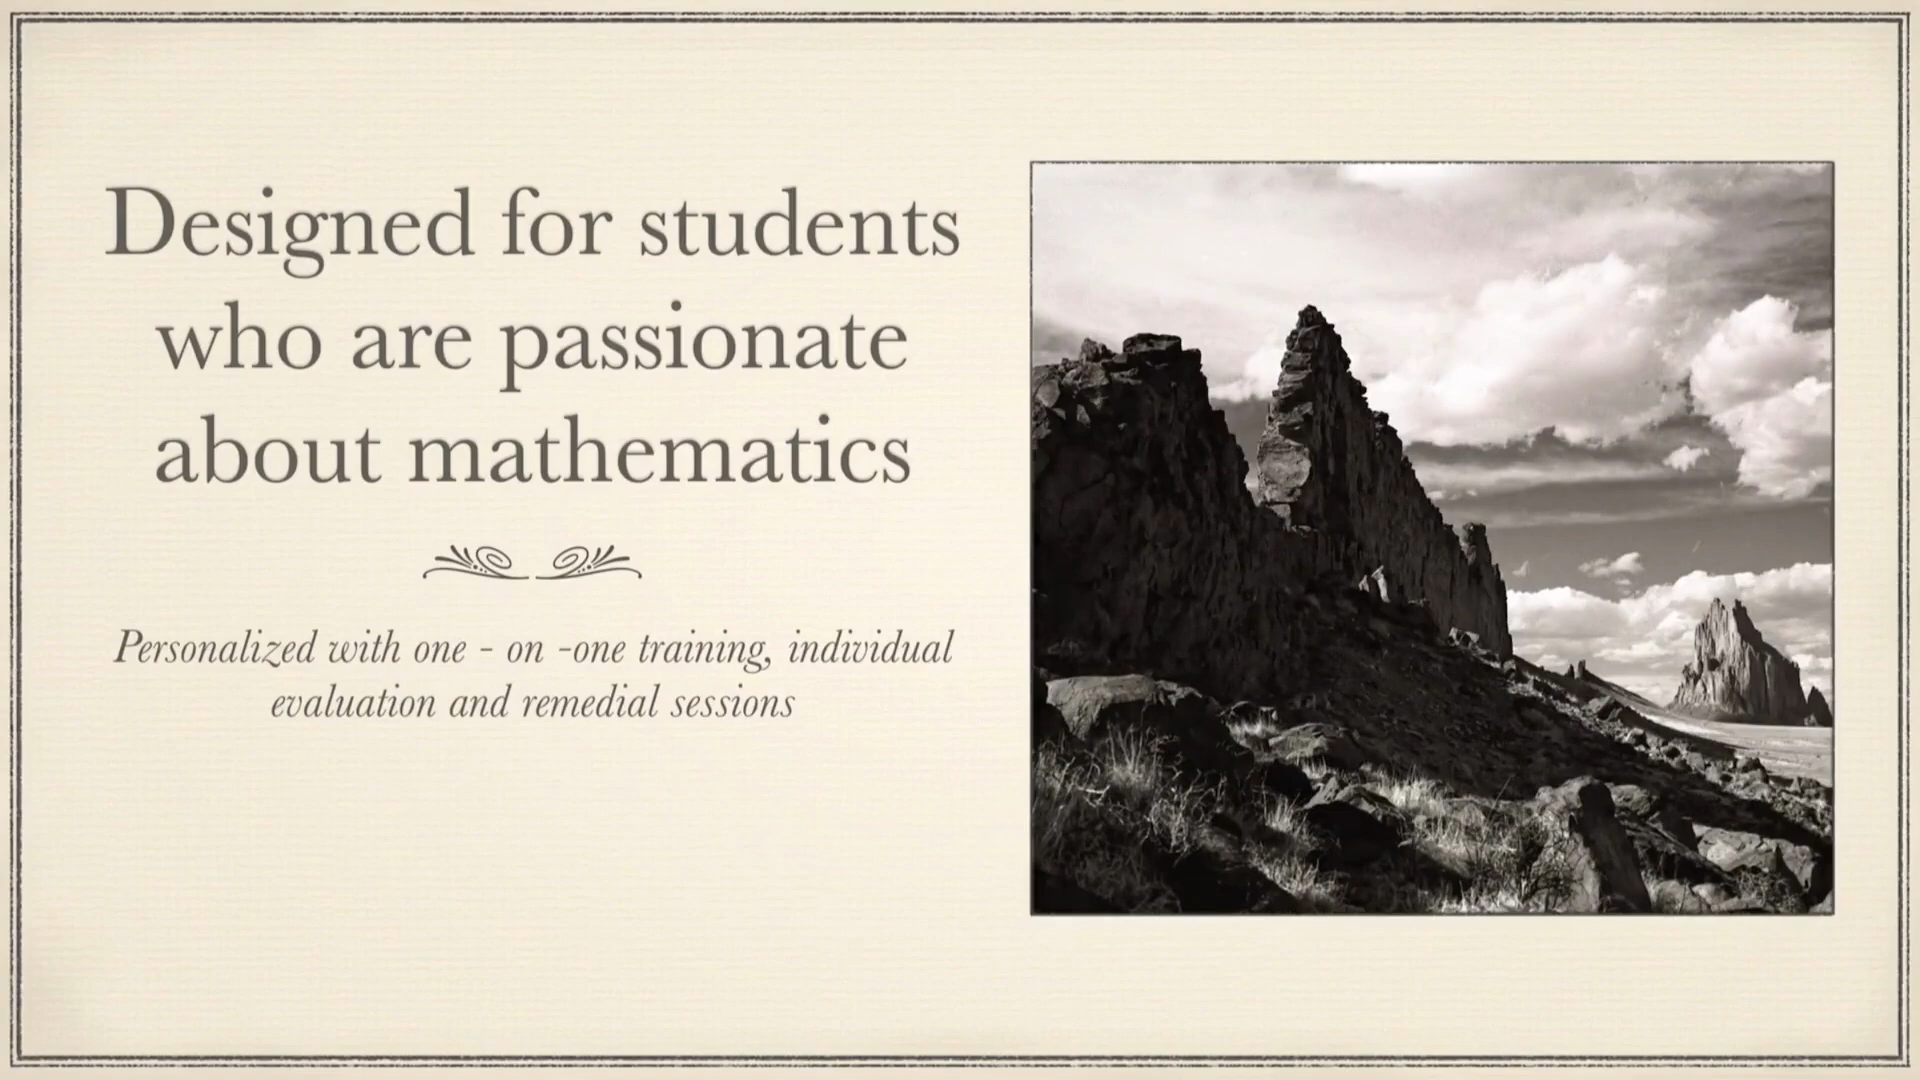 Designed for students
who are passionate
about mathematics
Personalized with one - on -one training, individual
evaluation and remedial sessions